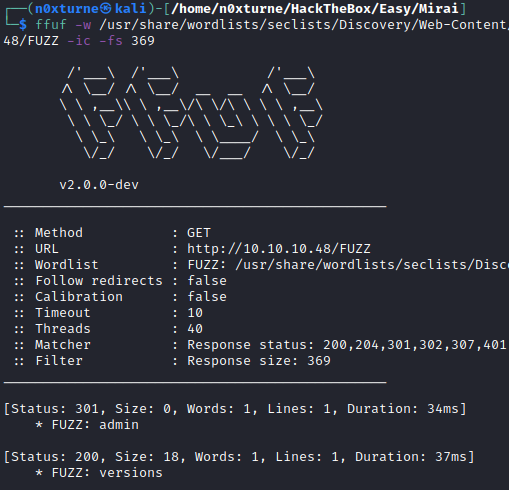 ┌──(n0xturne㉿kali)-[/home/n0xturne/HackTheBox/Easy/Mirai]
└─$ ffuf -w /usr/share/wordlists/seclists/Discovery/Web-Content/
48/FUZZ -ic -fs 369
v2.0.0-dev
:: Method : GET
:: URL : http://10.10.10.48/FUZZ
:: Wordlist : FUZZ: /usr/share/wordlists/seclists/Disco
:: Follow redirects : false
:: Calibration : false
:: Timeout : 10
:: Threads : 40
:: Matcher : Response status: 200,204,301,302,307,401
:: Filter : Response size: 369
[Status: 301, Size: 0, Words: 1, Lines: 1, Duration: 34ms]
* FUZZ: admin
[Status: 200, Size: 18, Words: 1, Lines: 1, Duration: 37ms]
* FUZZ: versions